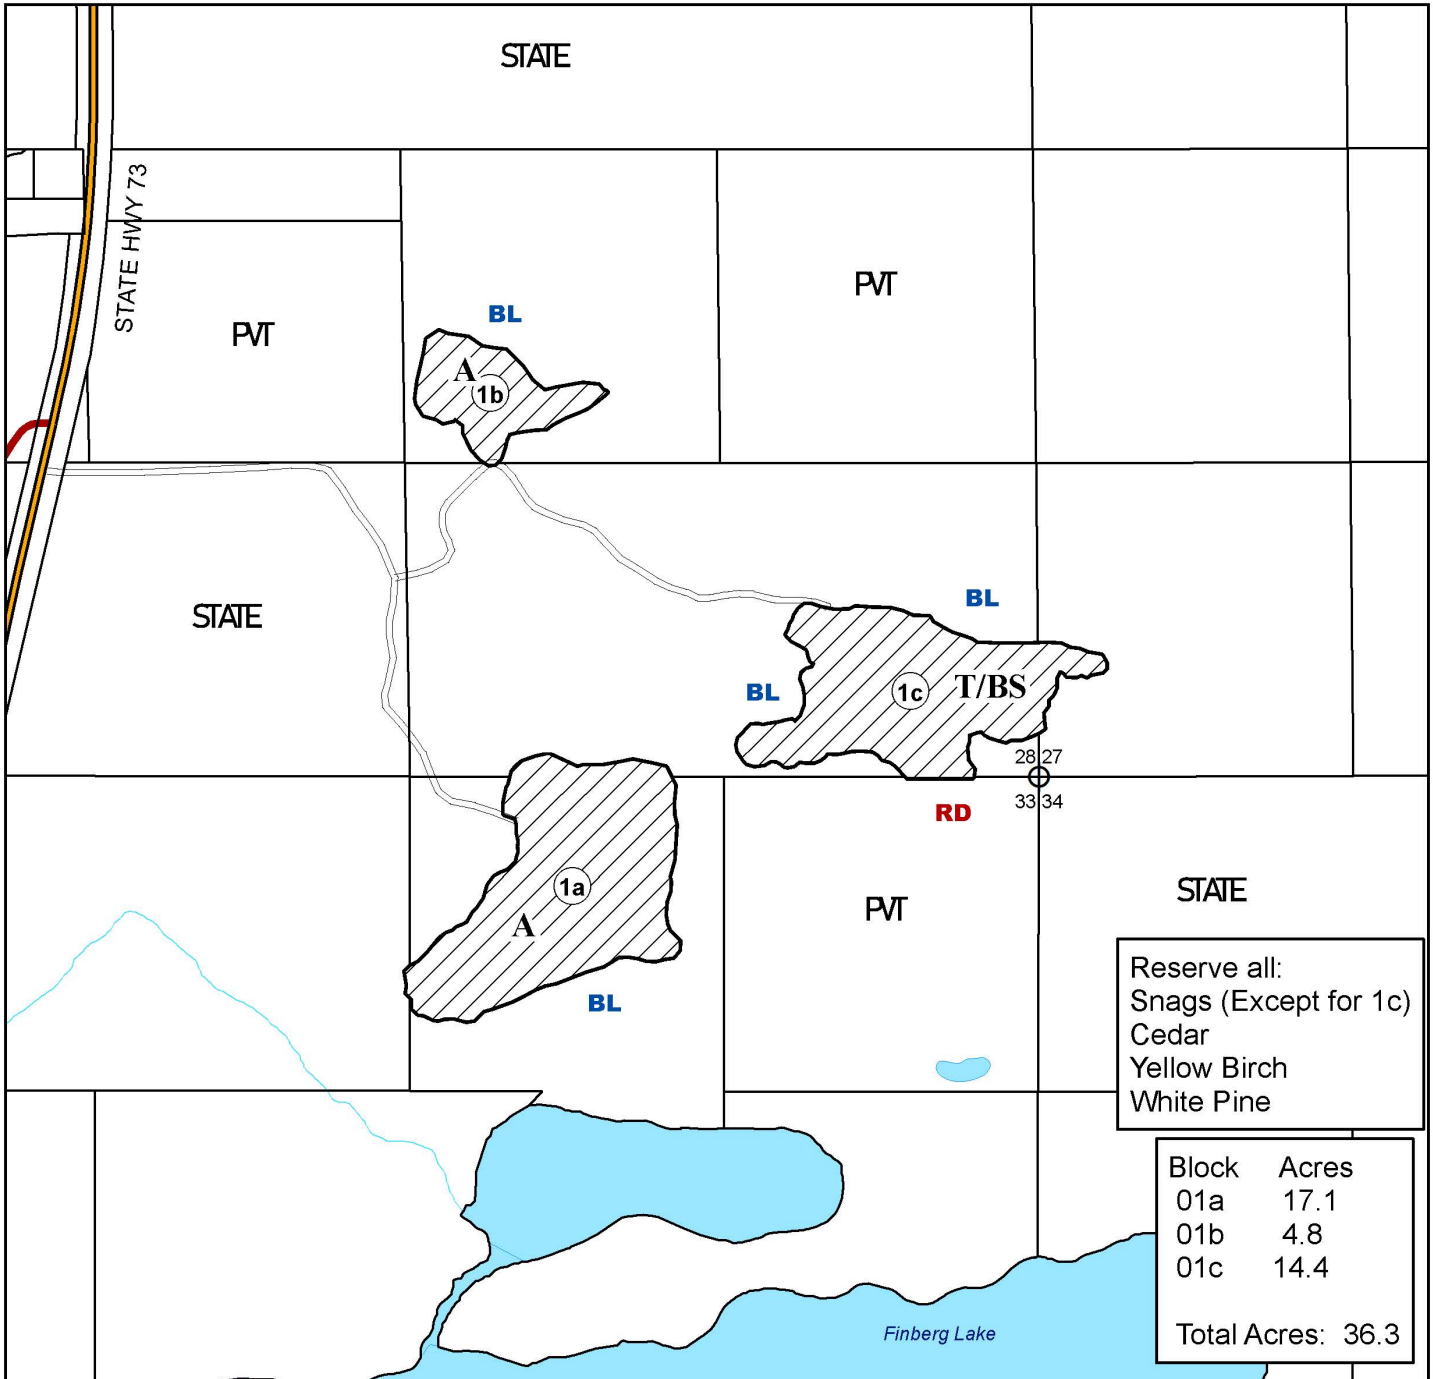 STATE
STATE HWY 73
PVT
PVT
BL
A
1b
STATE
BL
BL
1c
T/BS
28 27
33 34
RD
1a
A
BL
PVT
STATE
Reserve all:
Snags (Except for 1c)
Cedar
Yellow Birch
White Pine
Block Acres
01a 17.1
01b 4.8
01c 14.4
Total Acres: 36.3
Finberg Lake